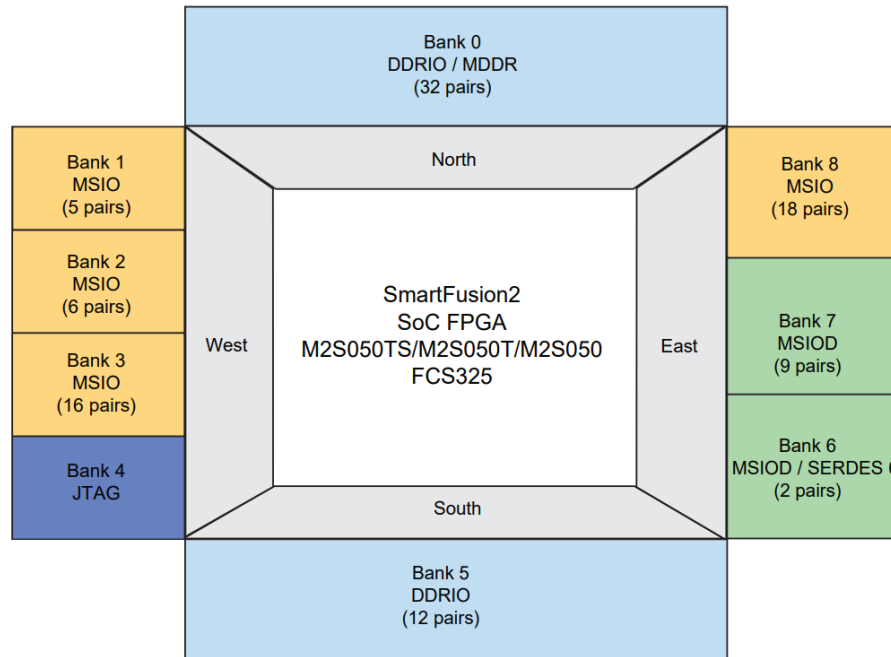 Bank 0
DDRIO / MDDR
(32 pairs)
Bank 1
MSIO
(5 pairs)
North
Bank 8
MSIO
(18 pairs)
Bank 2
MSIO
(6 pairs)
SmartFusion2
SoC FPGA
M2S050TS/M2S050T/M2S050
FCS325
West
East
Bank 7
MSIOD
(9 pairs)
Bank 3
MSIO
(16 pairs)
Bank 4
JTAG
Bank 6
MSIOD / SERDES 0
(2 pairs)
South
Bank 5
DDRIO
(12 pairs)